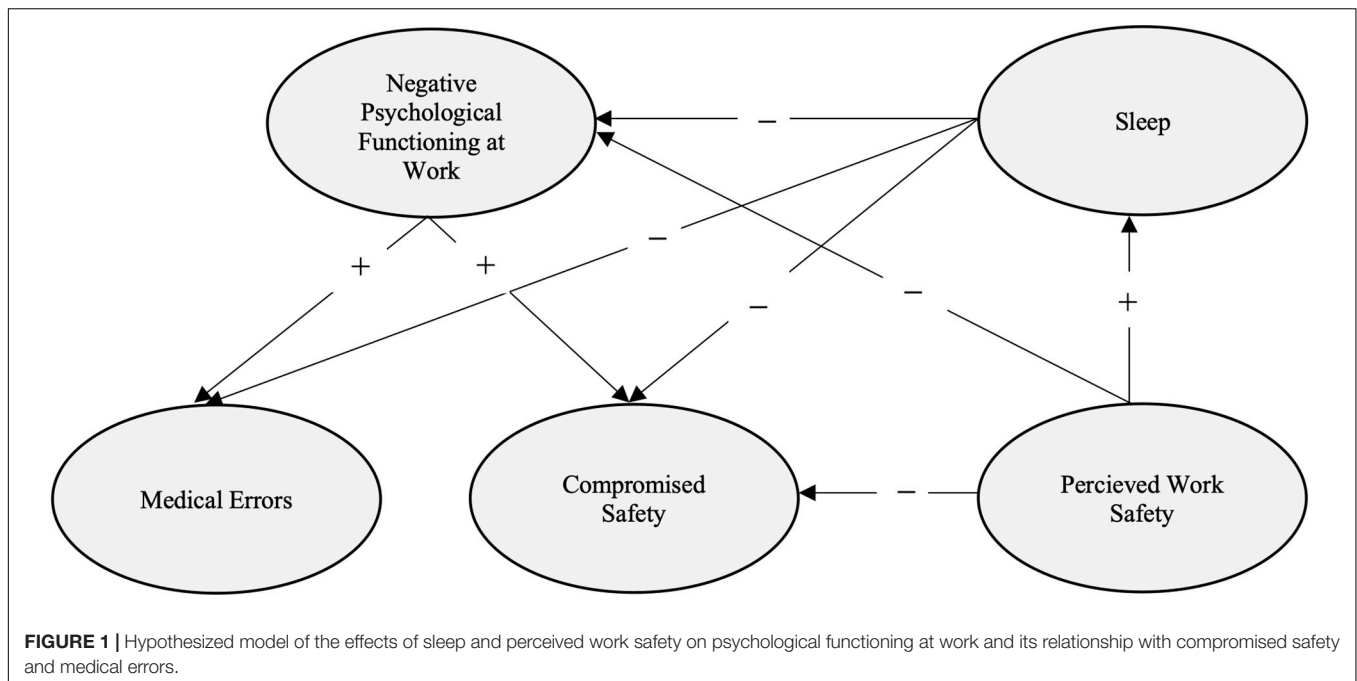 Negative
Psychological
Functioning at
Work
Sleep
−
−
+
+
−
−
+
Medical Errors
Compromised
Safety
−
Percieved Work
Safety
FIGURE 1 | Hypothesized model of the effects of sleep and perceived work safety on psychological functioning at work and its relationship with compromised safety
and medical errors.